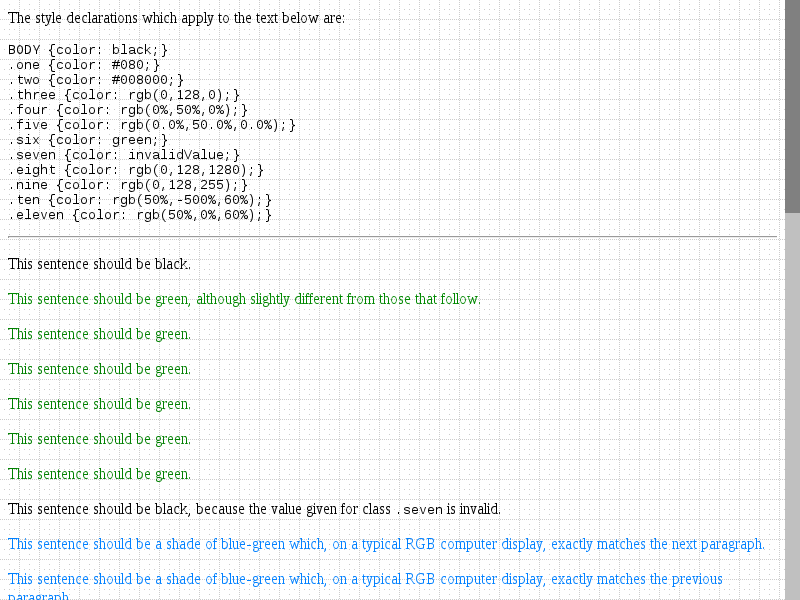 The style declarations which apply to the text below are:
BODY {color: black;}
.one {color: #080;}
.two {color: #008000;}
.three {color: rgb(0,128,0);}
.four {color: rgb(0%,50%,0%);}
.five {color: rgb(0.0%,50.0%,0.0%);}
.six {color: green;}
.seven {color: invalidValue;}
.eight {color: rgb(0,128,1280);}
.nine {color: rgb(0,128,255);}
.ten {color: rgb(50%,-500%,60%);}
.eleven {color: rgb(50%,0%,60%);}
This sentence should be black.
This sentence should be green, although slightly different from those that follow.
This sentence should be green.
This sentence should be green.
This sentence should be green.
This sentence should be green.
This sentence should be green.
This sentence should be black, because the value given for class .seven is invalid.
This sentence should be a shade of blue-green which, on a typical RGB computer display, exactly matches the next paragraph.
This sentence should be a shade of blue-green which, on a typical RGB computer display, exactly matches the previous
paragraph.